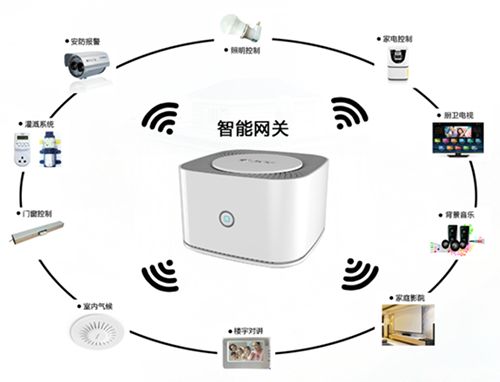 安防报警
照明控制
家电控制
灌溉系统
智能网关
厨卫电视
门窗控制
背景音乐
室内气候
家庭影院
楼宇对讲